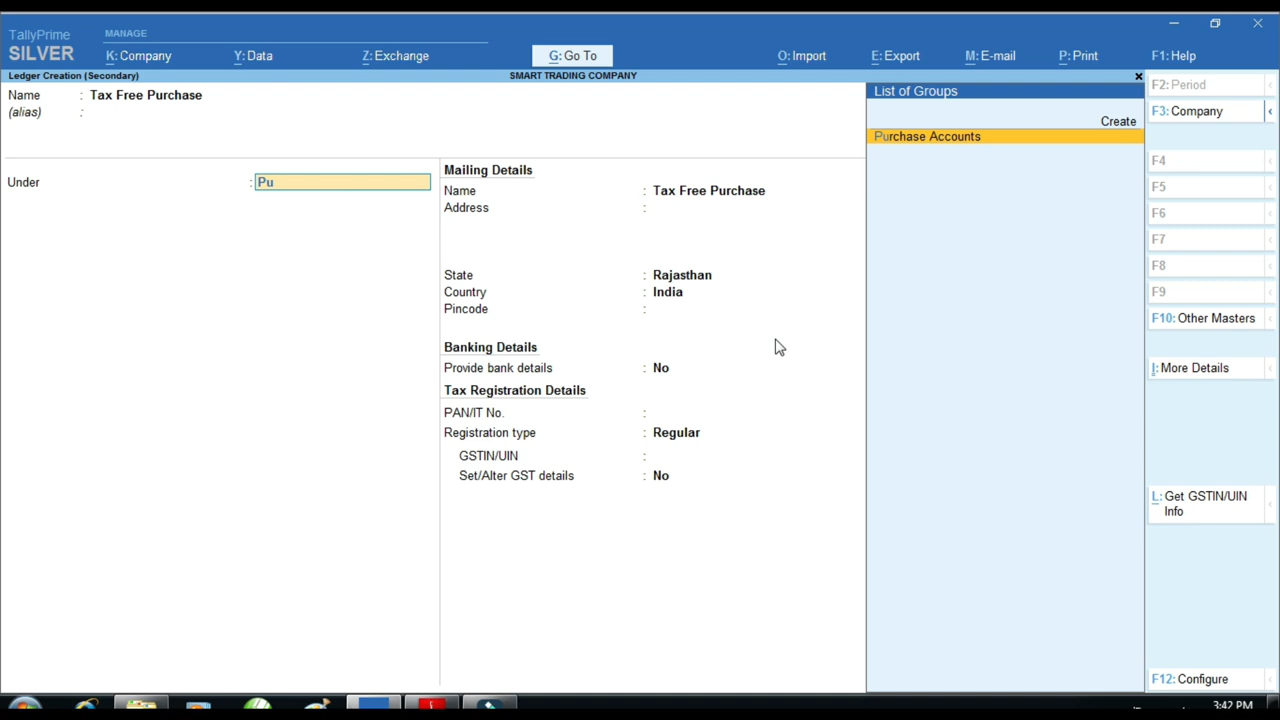 TallyPrime
SILVER
MANAGE
K: Company
Y: Data
Z: Exchange
G: Go To
O: Import
E: Export
M: E-mail
P: Print
F1: Help
Ledger Creation (Secondary)
SMART TRADING COMPANY
Name : Tax Free Purchase
(alias) :
Under : Pu
Mailing Details
Name : Tax Free Purchase
Address :
State : Rajasthan
Country : India
Pincode :
Banking Details
Provide bank details : No
Tax Registration Details
PAN/IT No. :
Registration type : Regular
GSTIN/UIN :
Set/Alter GST details : No
List of Groups
Create
Purchase Accounts
F2: Period
F3: Company
F4
F5
F6
F7
F8
F9
F10: Other Masters
I: More Details
L: Get GSTIN/UIN
Info
F12: Configure
3:42 PM